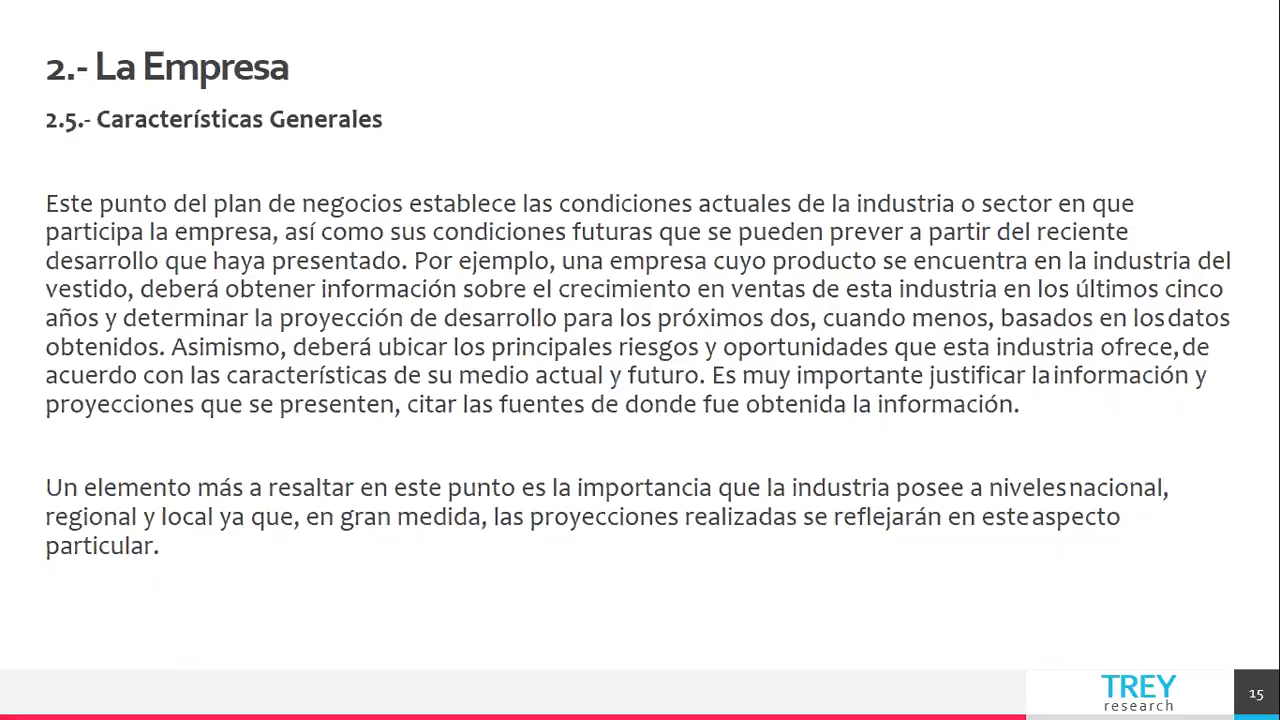 2.- La Empresa
2.5.- Características Generales
Este punto del plan de negocios establece las condiciones actuales de la industria o sector en que
participa la empresa, así como sus condiciones futuras que se pueden prever a partir del reciente
desarrollo que haya presentado. Por ejemplo, una empresa cuyo producto se encuentra en la industria del
vestido, deberá obtener información sobre el crecimiento en ventas de esta industria en los últimos cinco
años y determinar la proyección de desarrollo para los próximos dos, cuando menos, basados en los datos
obtenidos. Asimismo, deberá ubicar los principales riesgos y oportunidades que esta industria ofrece, de
acuerdo con las características de su medio actual y futuro. Es muy importante justificar la información y
proyecciones que se presenten, citar las fuentes de donde fue obtenida la información.
Un elemento más a resaltar en este punto es la importancia que la industria posee a niveles nacional,
regional y local ya que, en gran medida, las proyecciones realizadas se reflejarán en este aspecto
particular.
TREY
research
15